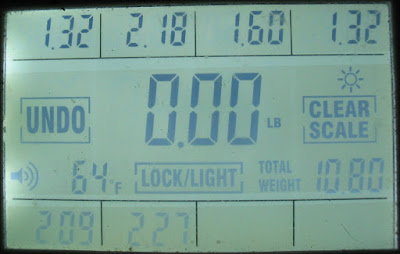 1.32 2.18 1.60 1.32
UNDO 0.00 LB CLEAR SCALE
64°F LOCK/LIGHT TOTAL WEIGHT 10.80
2.09 2.27